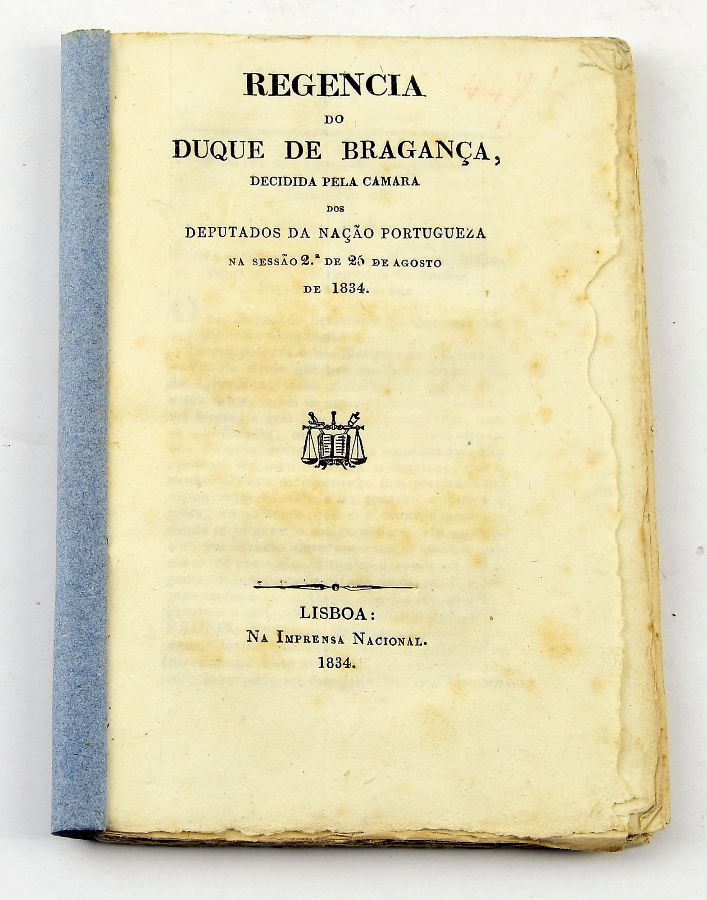 REGENCIA
DO
DUQUE DE BRAGANÇA,
DECIDIDA PELA CAMARA
DOS
DEPUTADOS DA NAÇÃO PORTUGUEZA
NA SESSÃO 2.ª DE 25 DE AGOSTO
DE 1834.
LISBOA:
NA IMPRENSA NACIONAL.
1834.